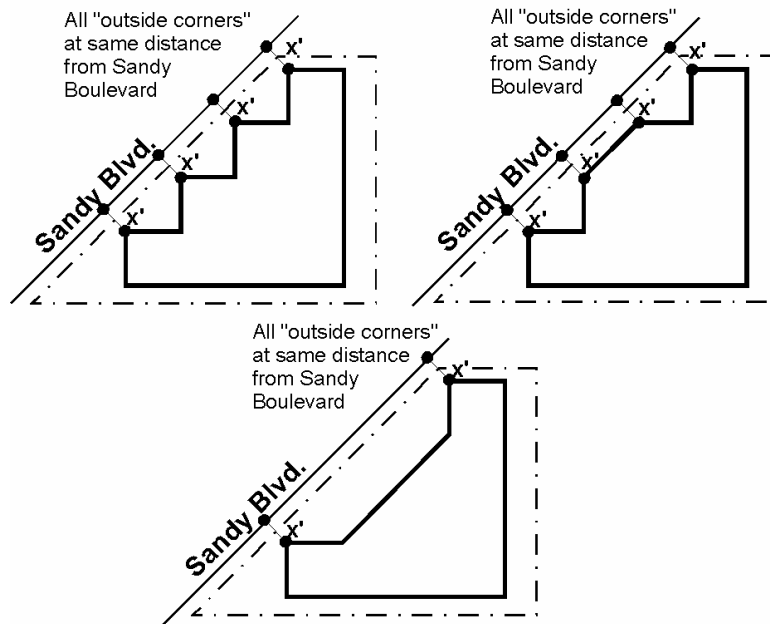 All "outside corners"
at same distance
from Sandy
Boulevard
x'
x'
x'
x'
Sandy Blvd.
All "outside corners"
at same distance
from Sandy
Boulevard
x'
x'
x'
x'
Sandy Blvd.
All "outside corners"
at same distance
from Sandy
Boulevard
x'
x'
Sandy Blvd.